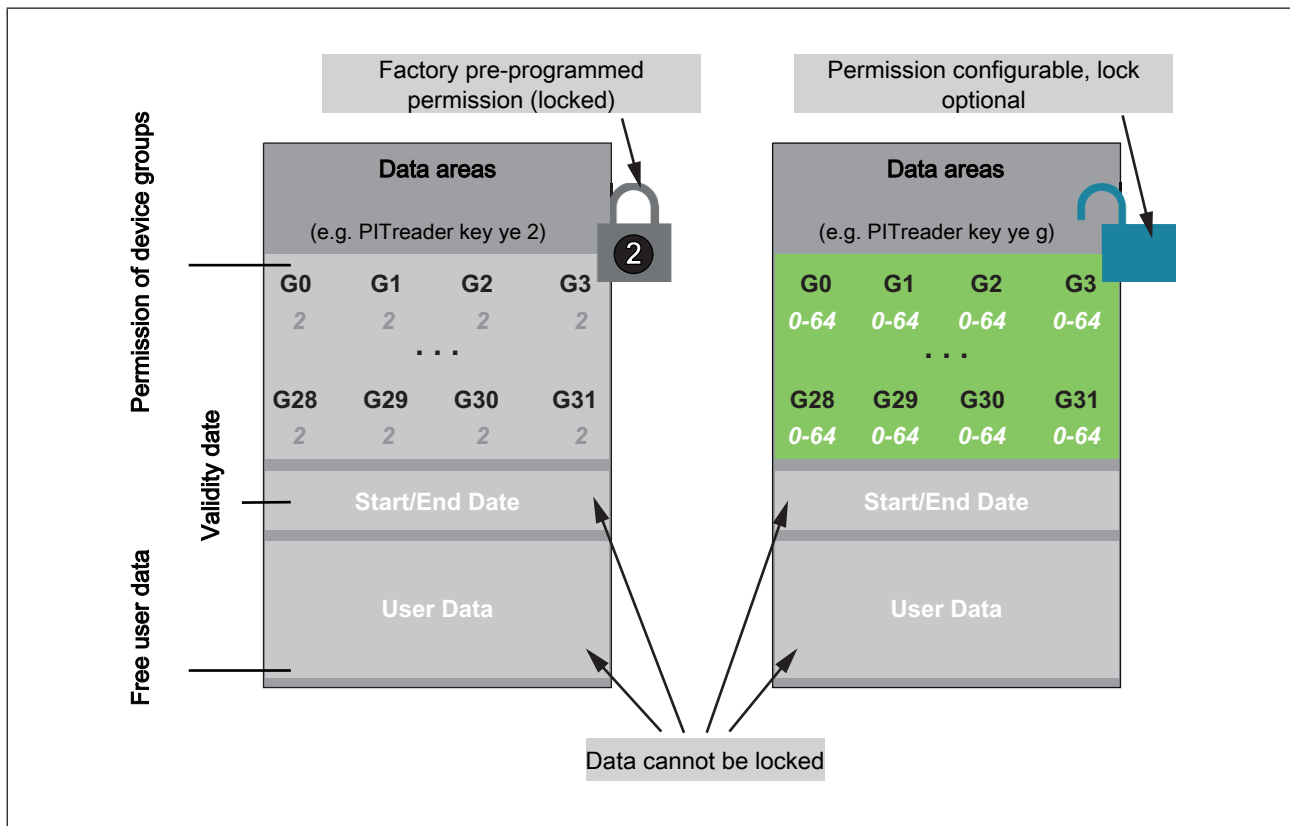 Factory pre-programmed
permission (locked)
Permission configurable, lock
optional
Permission of device groups
Validity date
Free user data
Data areas
(e.g. PITreader key ye 2)
2
G0 G1 G2 G3
2 2 2 2
. . .
G28 G29 G30 G31
2 2 2 2
Start/End Date
User Data
Data areas
(e.g. PITreader key ye g)
G0 G1 G2 G3
0-64 0-64 0-64 0-64
. . .
G28 G29 G30 G31
0-64 0-64 0-64 0-64
Start/End Date
User Data
Data cannot be locked